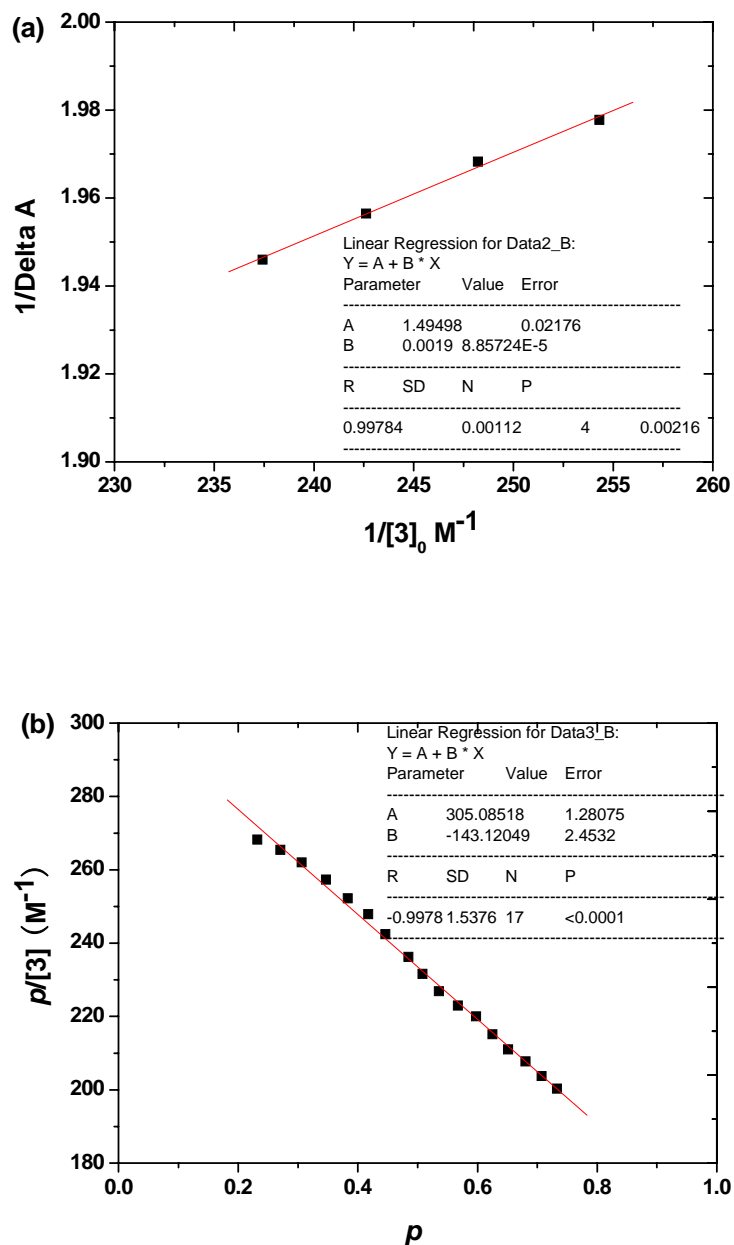 (a)
2.00
1.98
1.96
1.94
1.92
1.90
1/Delta A
Linear Regression for Data2_B:
Y = A + B * X
Parameter Value Error
------------------------------------------------------------
A 1.49498 0.02176
B 0.0019 8.85724E-5
------------------------------------------------------------
R SD N P
------------------------------------------------------------
0.99784 0.00112 4 0.00216
------------------------------------------------------------
230 235 240 245 250 255 260
1/[3]₀ M⁻¹
(b)
300
280
260
240
220
200
180
p/[3] (M⁻¹)
Linear Regression for Data3_B:
Y = A + B * X
Parameter Value Error
------------------------------------------------------------
A 305.08518 1.28075
B -143.12049 2.4532
------------------------------------------------------------
R SD N P
------------------------------------------------------------
-0.9978 1.5376 17 <0.0001
------------------------------------------------------------
0.0 0.2 0.4 0.6 0.8 1.0
p